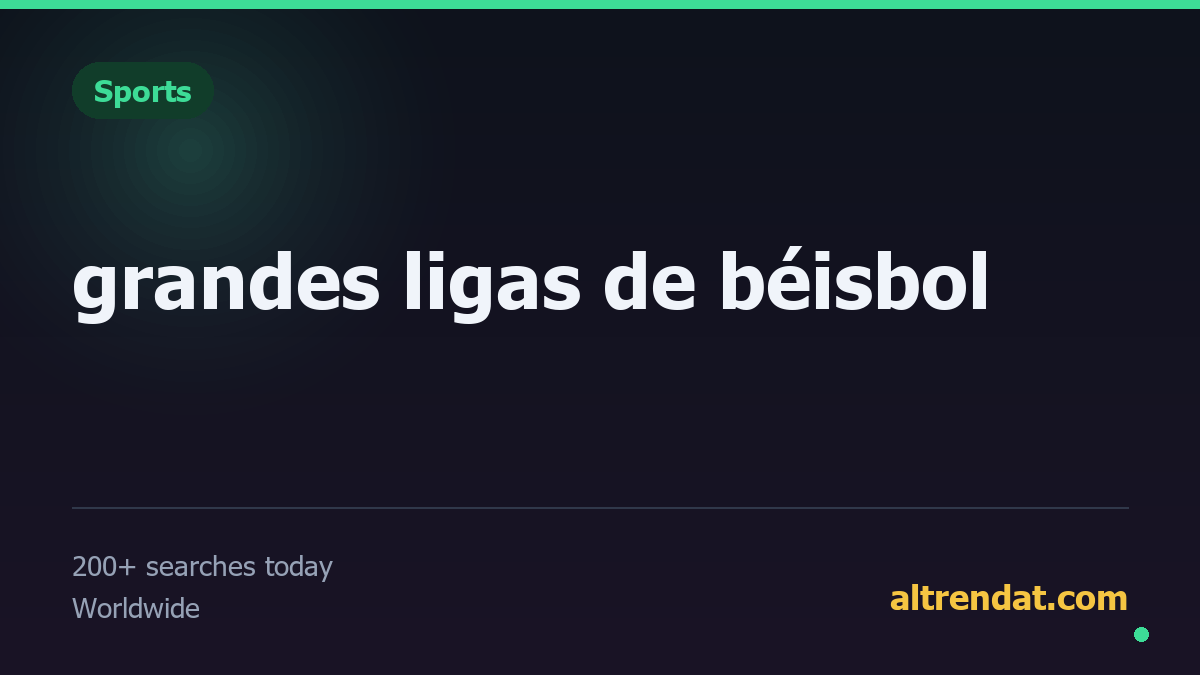 Sports
grandes ligas de béisbol
200+ searches today
Worldwide
altrendat.com